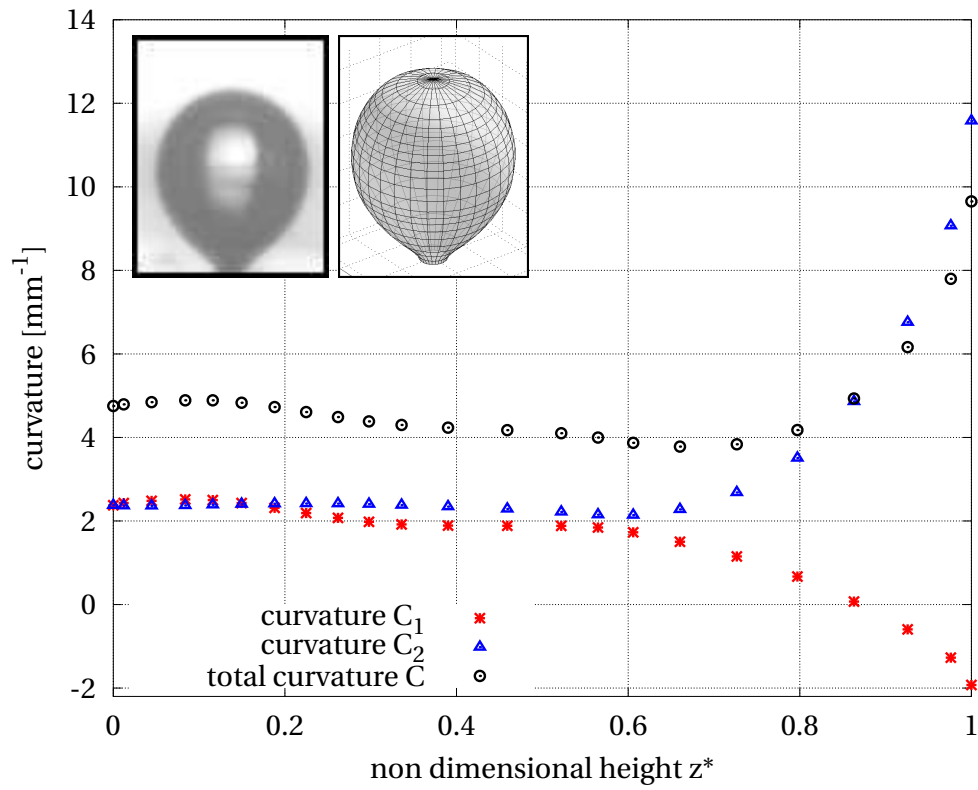 14
12
10
8
6
4
2
0
-2
curvature [mm-1]
curvature C1
curvature C2
total curvature C
0 0.2 0.4 0.6 0.8 1
non dimensional height z*